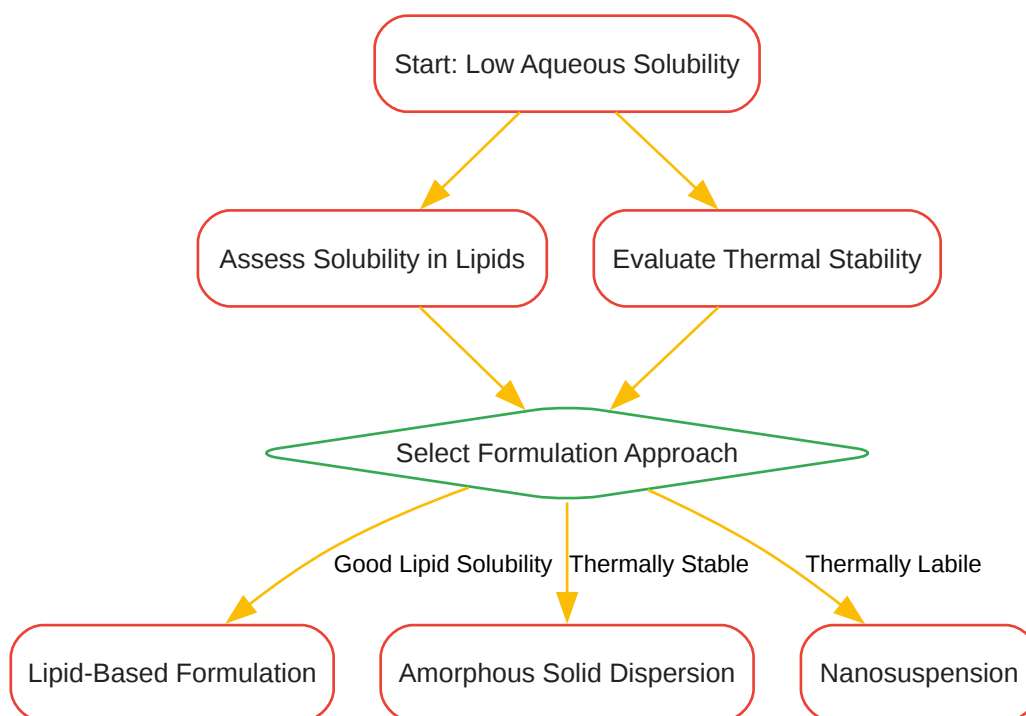 Start: Low Aqueous Solubility
Assess Solubility in Lipids
Evaluate Thermal Stability
Select Formulation Approach
Good Lipid Solubility
Thermally Stable
Thermally Labile
Lipid-Based Formulation
Amorphous Solid Dispersion
Nanosuspension